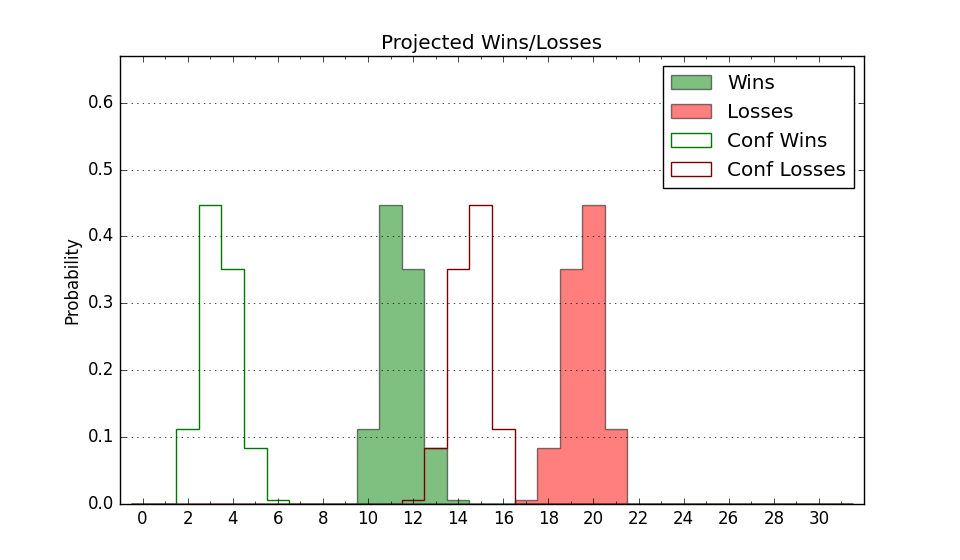 Projected Wins/Losses
Wins
Losses
Conf Wins
Conf Losses
Probability
0.6
0.5
0.4
0.3
0.2
0.1
0.0
0 2 4 6 8 10 12 14 16 18 20 22 24 26 28 30